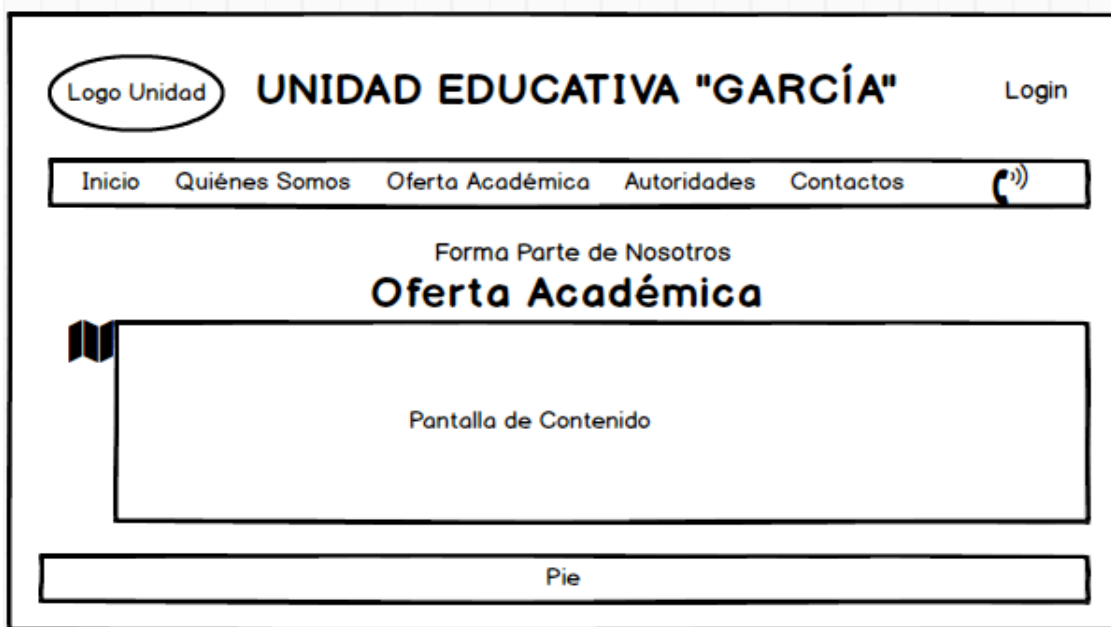 Logo Unidad
UNIDAD EDUCATIVA "GARCÍA"
Login
Inicio Quiénes Somos Oferta Académica Autoridades Contactos
Forma Parte de Nosotros
Oferta Académica
Pantalla de Contenido
Pie